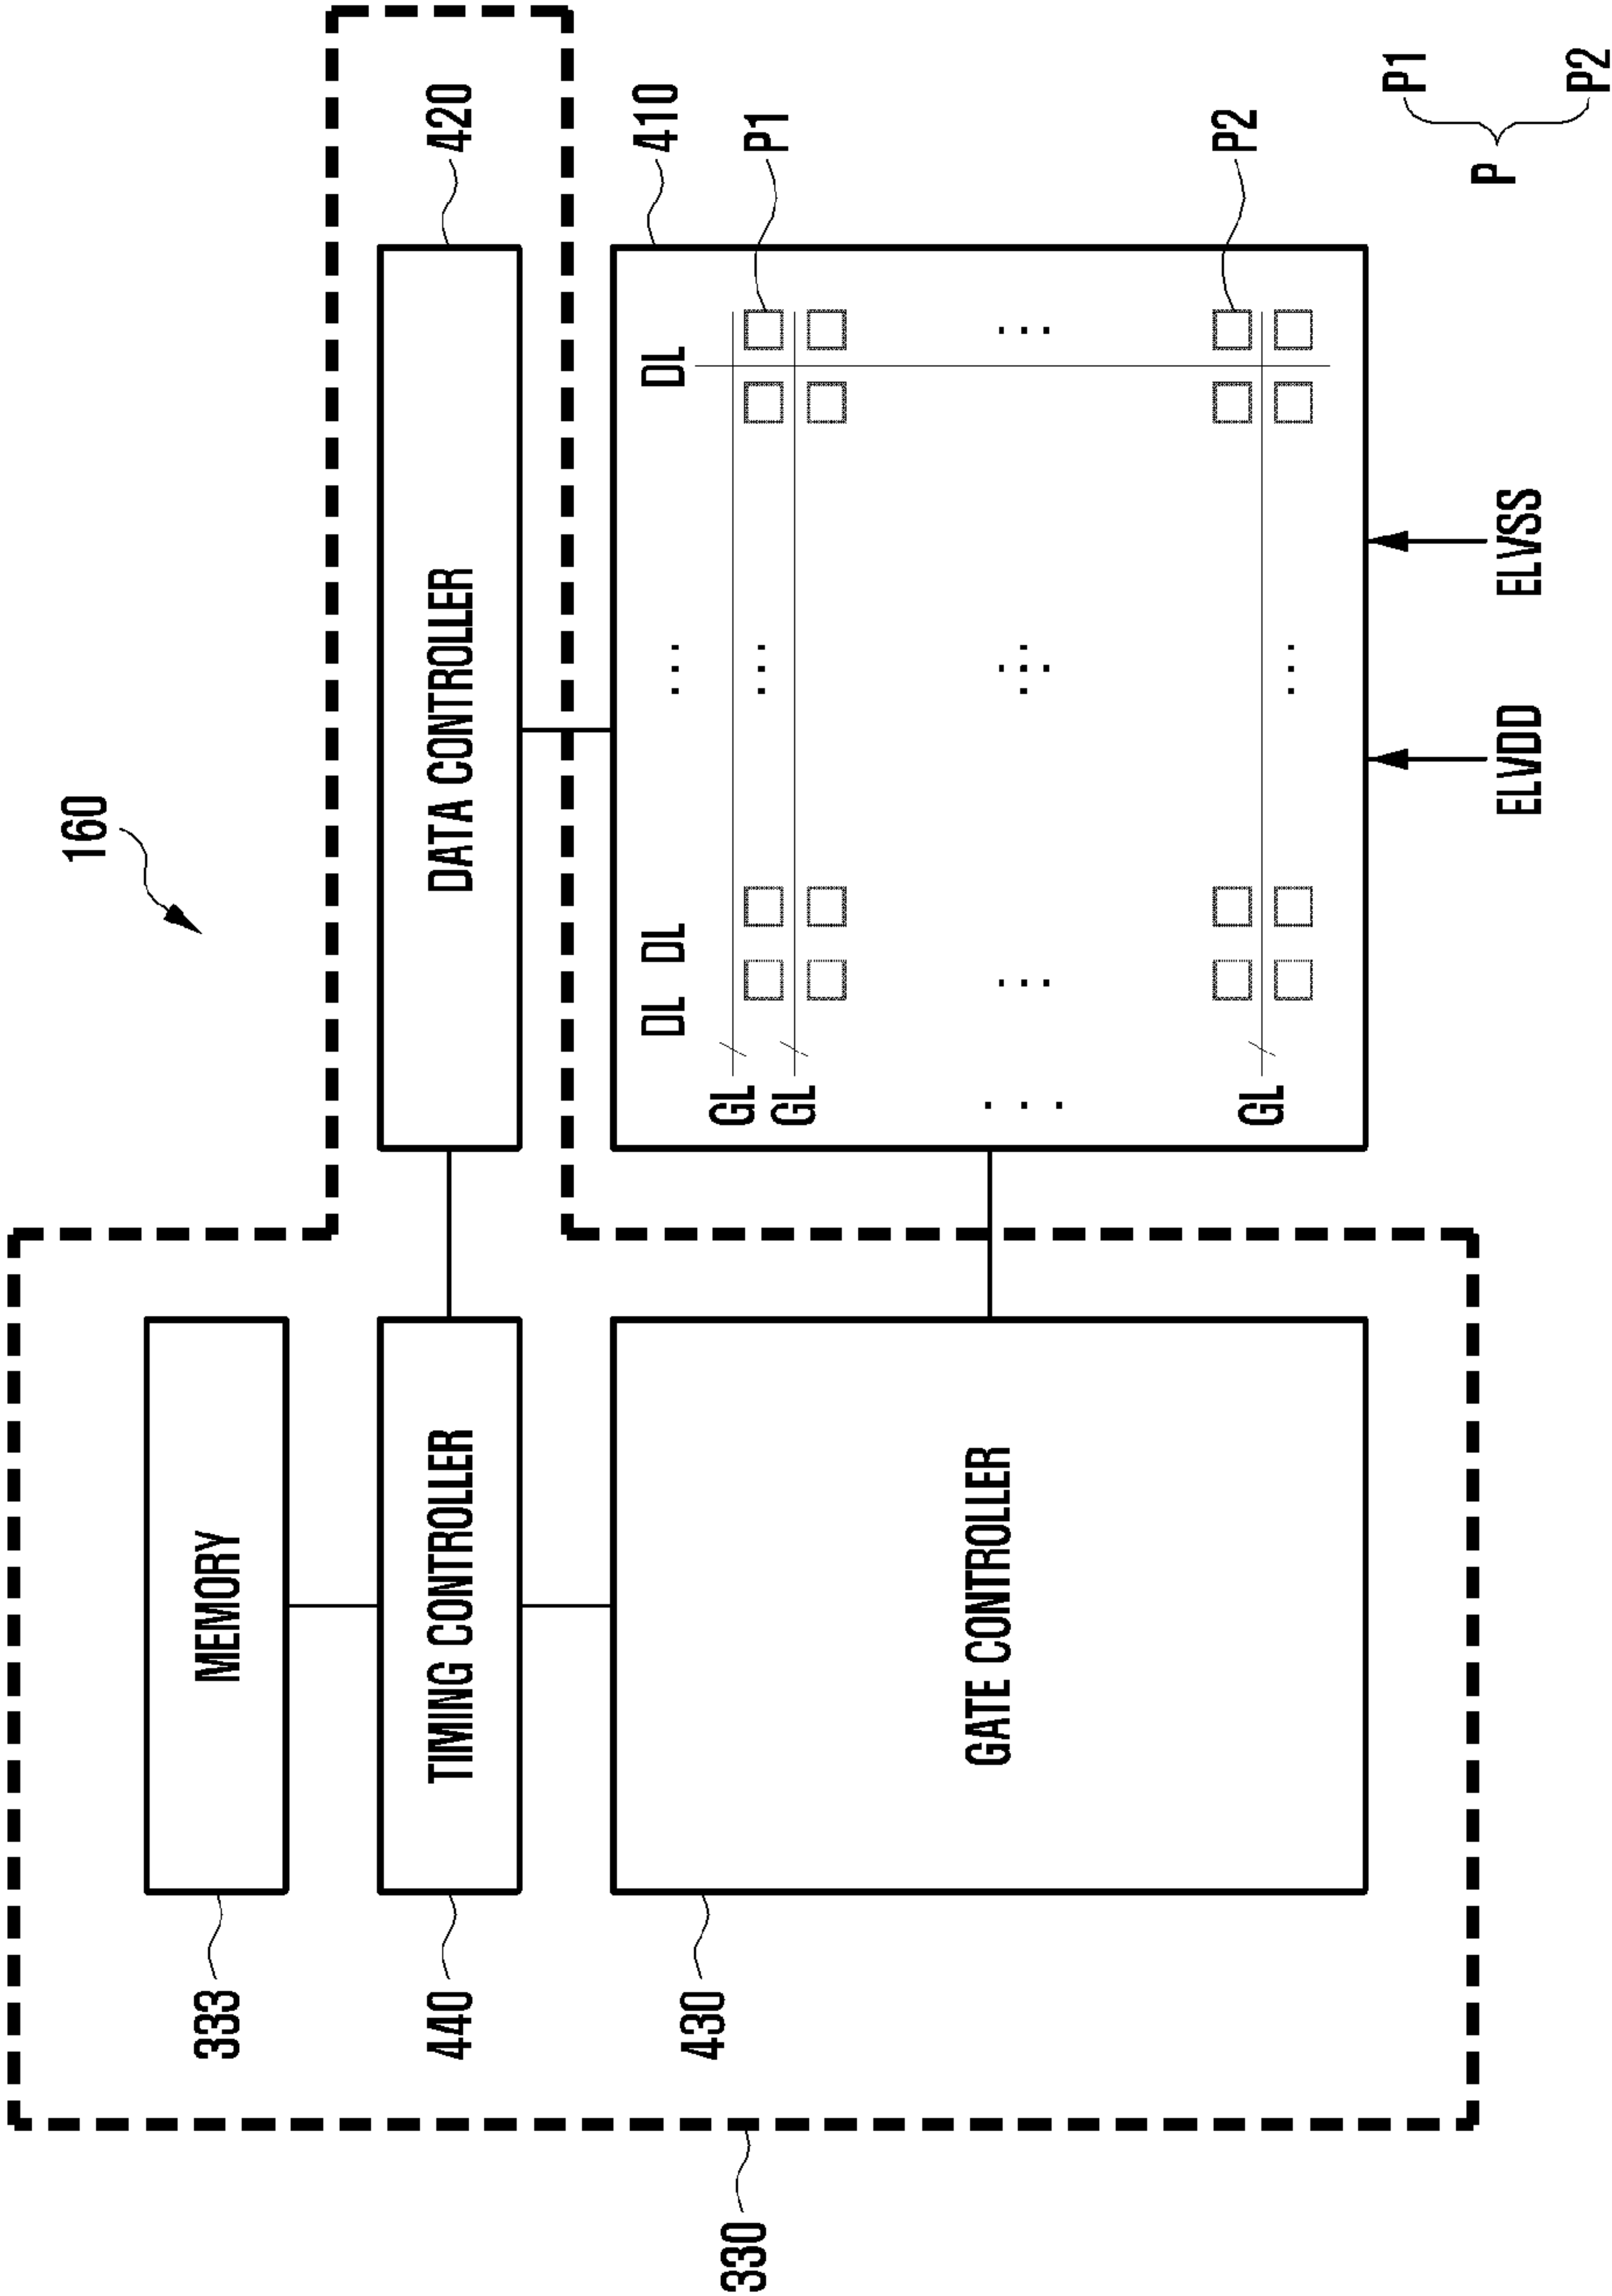 160
330
333
MEMORY
440
TIMING CONTROLLER
DATA CONTROLLER
420
430
GATE CONTROLLER
410
DL DL ... DL
GL
GL
...
GL
P1
P2
ELVDD
ELVSS
P
P1
P2